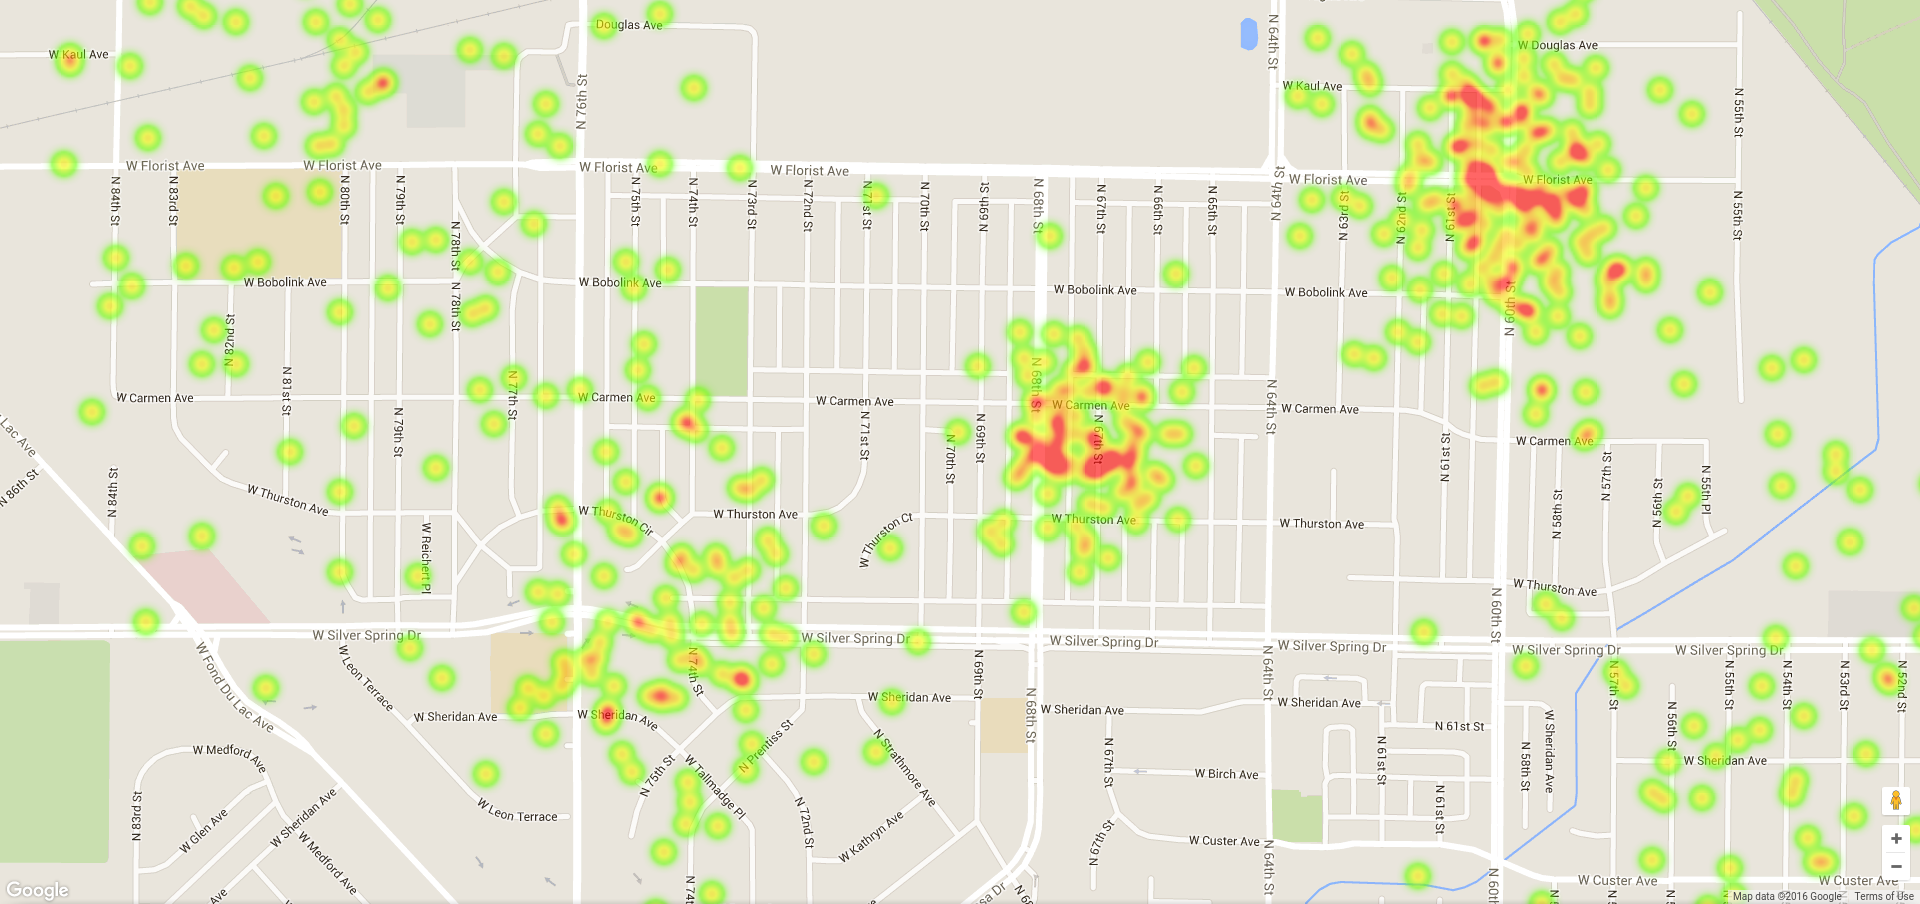 Douglas Ave
W Douglas Ave
W Kaul Ave
W Kaul Ave
N 76th St
N 64th St
N 55th St
W Florist Ave
W Florist Ave
W Florist Ave
W Florist Ave
W Florist Ave
W Florist Ave
N 84th St
N 83rd St
N 80th St
N 79th St
N 78th St
N 75th St
N 74th St
N 73rd St
N 72nd St
N 71st St
N 70th St
N 69th St
N 68th St
N 67th St
N 66th St
N 65th St
N 64th St
N 63rd St
N 62nd St
N 61st St
N 55th St
W Bobolink Ave
W Bobolink Ave
W Bobolink Ave
W Bobolink Ave
N 78th St
N 60th St
N 82nd St
N 81st St
N 77th St
N 79th St
N 68th St
N 64th St
W Carmen Ave
W Carmen Ave
W Carmen Ave
W Carmen Ave
W Carmen Ave
W Carmen Ave
N 71st St
N 70th St
N 69th St
N 67th St
N 61st St
Lac Ave
N 86th St
N 84th St
N 58th St
N 57th St
N 56th St
N 55th Pl
W Thurston Ave
W Thurston Cir
W Thurston Ave
W Thurston Ct
W Thurston Ave
W Thurston Ave
W Thurston Ave
W Reichert Pl
N 60th St
W Silver Spring Dr
W Silver Spring Dr
W Silver Spring Dr
W Silver Spring Dr
W Silver Spring Dr
W Silver Spring Dr
W Fond Du Lac Ave
W Leon Terrace
N 74th St
N 69th St
N 68th St
N 64th St
N 57th St
N 56th St
N 55th St
N 54th St
N 53rd St
N 52nd St
W Sheridan Ave
W Sheridan Ave
W Sheridan Ave
W Sheridan Ave
W Sheridan Ave
W Sheridan Ave
W Sheridan Ave
N 61st St
W Medford Ave
N 75th St
N Prentiss St
N Strathmore Ave
N 67th St
N 61st St
N 58th St
W Birch Ave
W Tallmadge Pl
W Leon Terrace
N 83rd St
W Glen Ave
W Sheridan Ave
W Medford Ave
N 72nd St
W Kathryn Ave
N 67th St
N 61st St
W Custer Ave
W Custer Ave
W Custer Ave
N 64th St
N 60th
N 74t
sa Dr
N 68
Ave
Google
Map data ©2016 Google
Terms of Use